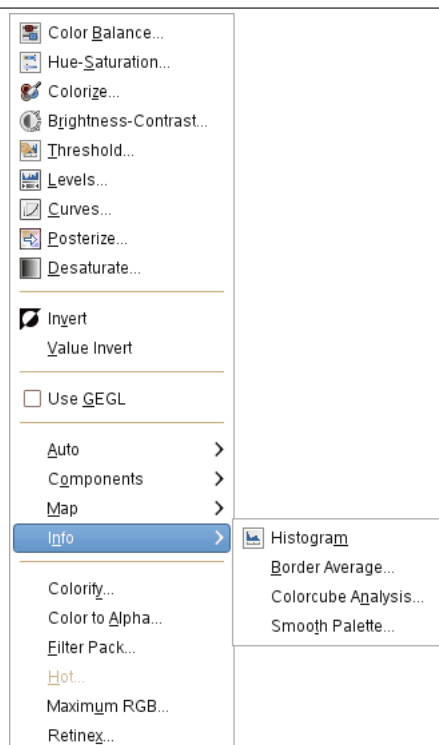 Color Balance...
Hue-Saturation...
Colorize...
Brightness-Contrast...
Threshold...
Levels...
Curves...
Posterize...
Desaturate...
Invert
Value Invert
Use GEGL
Auto
Components
Map
Info
Histogram
Border Average...
Colorcube Analysis...
Smooth Palette...
Colorify...
Color to Alpha...
Filter Pack...
Hot...
Maximum RGB...
Retinex...